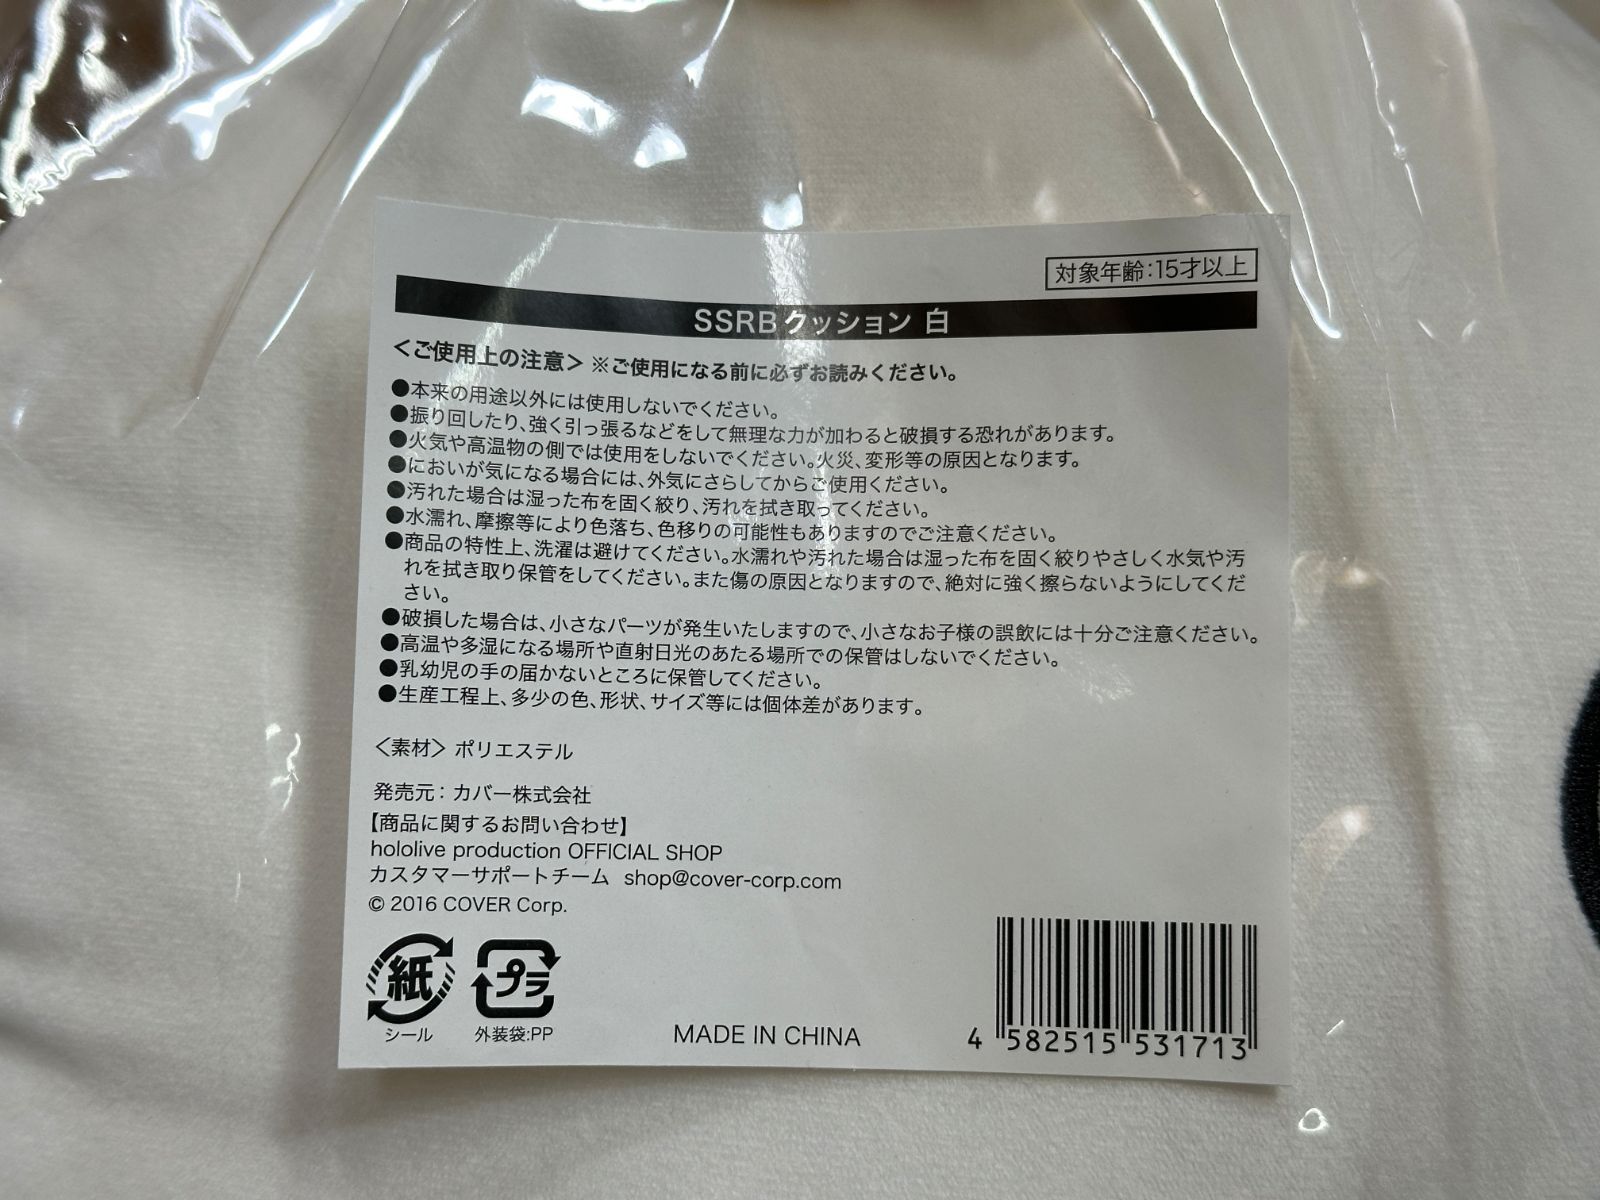 対象年齢:15才以上
SSRBクッション 白
＜ご使用上の注意＞ ※ご使用になる前に必ずお読みください。
●本来の用途以外には使用しないでください。
●振り回したり、強く引っ張るなどをして無理な力が加わると破損する恐れがあります。
●火気や高温物の側では使用をしないでください。火災、変形等の原因となります。
●においが気になる場合には、外気にさらしてからご使用ください。
●汚れた場合は湿った布を固く絞り、汚れを拭き取ってください。
●水濡れ、摩擦等により色落ち、色移りの可能性もありますのでご注意ください。
●商品の特性上、洗濯は避けてください。水濡れや汚れた場合は湿った布を固く絞りやさしく水気や汚
れを拭き取り保管をしてください。また傷の原因となりますので、絶対に強く擦らないようにしてくだ
さい。
●破損した場合は、小さなパーツが発生いたしますので、小さなお子様の誤飲には十分ご注意ください。
●高温や多湿になる場所や直射日光のあたる場所での保管はしないでください。
●乳幼児の手の届かないところに保管してください。
●生産工程上、多少の色、形状、サイズ等には個体差があります。
＜素材＞ ポリエステル
発売元：カバー株式会社
【商品に関するお問い合わせ】
hololive production OFFICIAL SHOP
カスタマーサポートチーム shop@cover-corp.com
© 2016 COVER Corp.
紙
シール
プラ
外装袋:PP
MADE IN CHINA
4 582515 531713